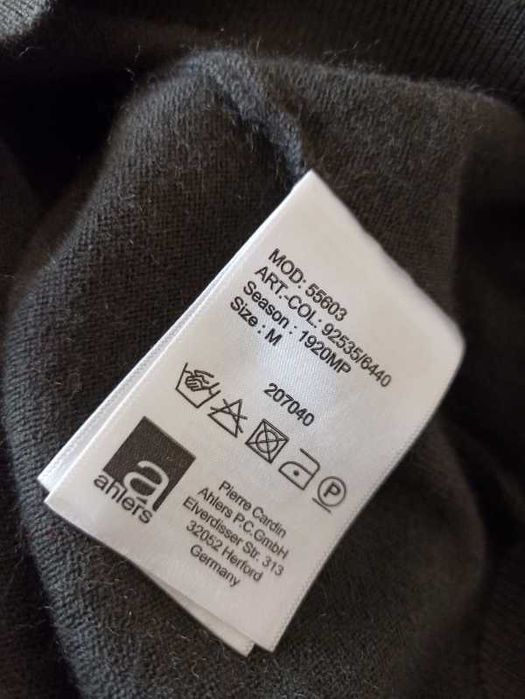 MOD: 55603
ART.-COL: 92535/6440
Season : 1920MP
Size : M
207040
P
a
ahlers
Pierre Cardin
Ahlers P.C.GmbH
Elverdisser Str. 313
32052 Herford
Germany